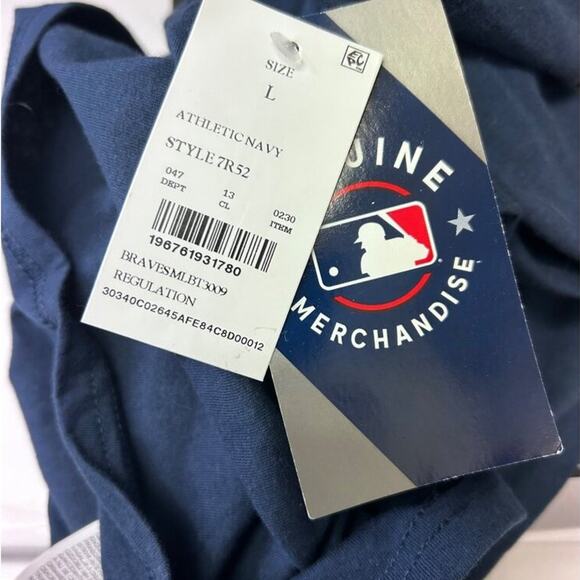 SIZE
L
ATHLETIC NAVY
STYLE 7R52
047 13 0230
DEPT CL ITEM
196761931780
BRAVESMLBT3009
REGULATION
30340C02645AFE84C8D00012
UINE
MERCHANDISE